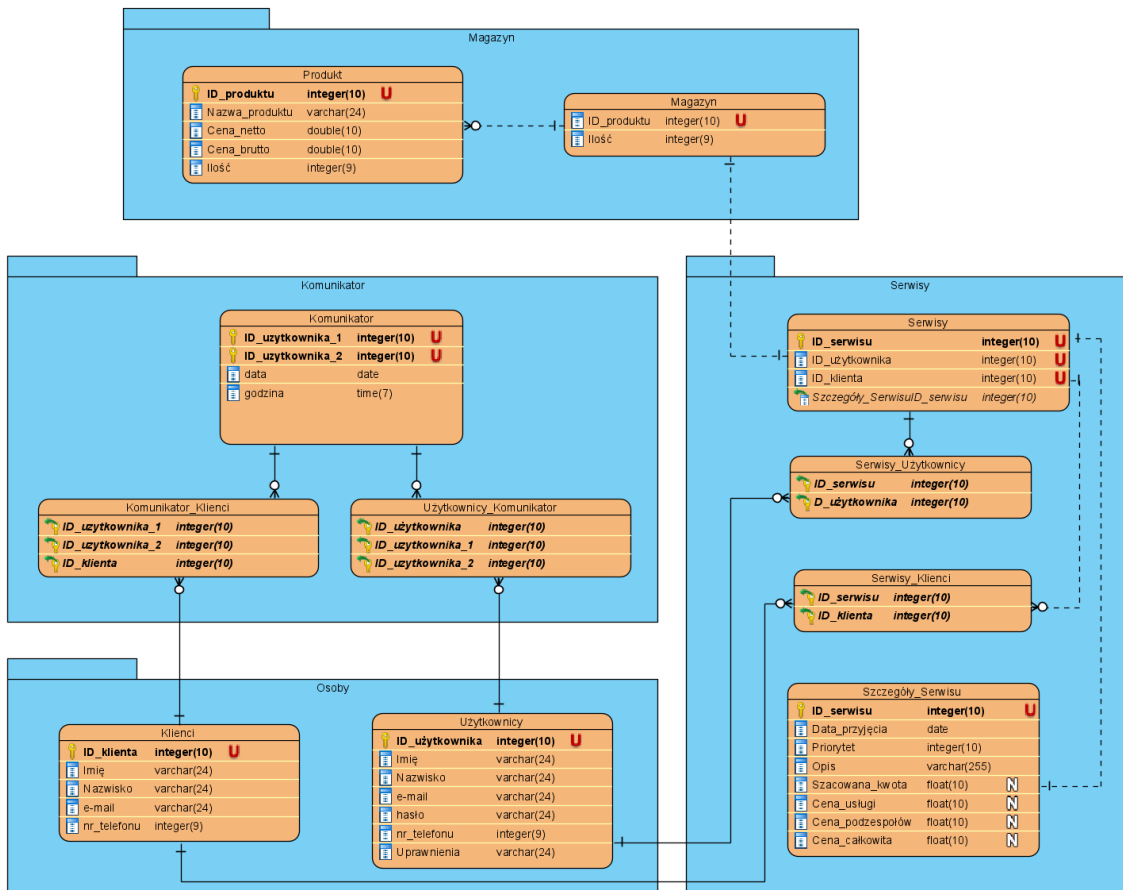 Magazyn
Produkt
ID_produktu integer(10) U
Nazwa_produktu varchar(24)
Cena_netto double(10)
Cena_brutto double(10)
Ilość integer(9)
Magazyn
ID_produktu integer(10) U
Ilość integer(9)
Komunikator
Komunikator
ID_uzytkownika_1 integer(10) U
ID_uzytkownika_2 integer(10) U
data date
godzina time(7)
Komunikator_Klienci
ID_uzytkownika_1 integer(10)
ID_uzytkownika_2 integer(10)
ID_klienta integer(10)
Użytkownicy_Komunikator
ID_użytkownika integer(10)
ID_uzytkownika_1 integer(10)
ID_uzytkownika_2 integer(10)
Serwisy
Serwisy
ID_serwisu integer(10) U
ID_użytkownika integer(10) U
ID_klienta integer(10) U
Szczegóły_SerwisuID_serwisu integer(10)
Serwisy_Użytkownicy
ID_serwisu integer(10)
D_użytkownika integer(10)
Serwisy_Klienci
ID_serwisu integer(10)
ID_klienta integer(10)
Szczegóły_Serwisu
ID_serwisu integer(10) U
Data_przyjęcia date
Priorytet integer(10)
Opis varchar(255)
Szacowana_kwota float(10) N
Cena_usługi float(10) N
Cena_podzespołów float(10) N
Cena_całkowita float(10) N
Osoby
Klienci
ID_klienta integer(10) U
Imię varchar(24)
Nazwisko varchar(24)
e-mail varchar(24)
nr_telefonu integer(9)
Użytkownicy
ID_użytkownika integer(10) U
Imię varchar(24)
Nazwisko varchar(24)
e-mail varchar(24)
hasło varchar(24)
nr_telefonu integer(9)
Uprawnienia varchar(24)